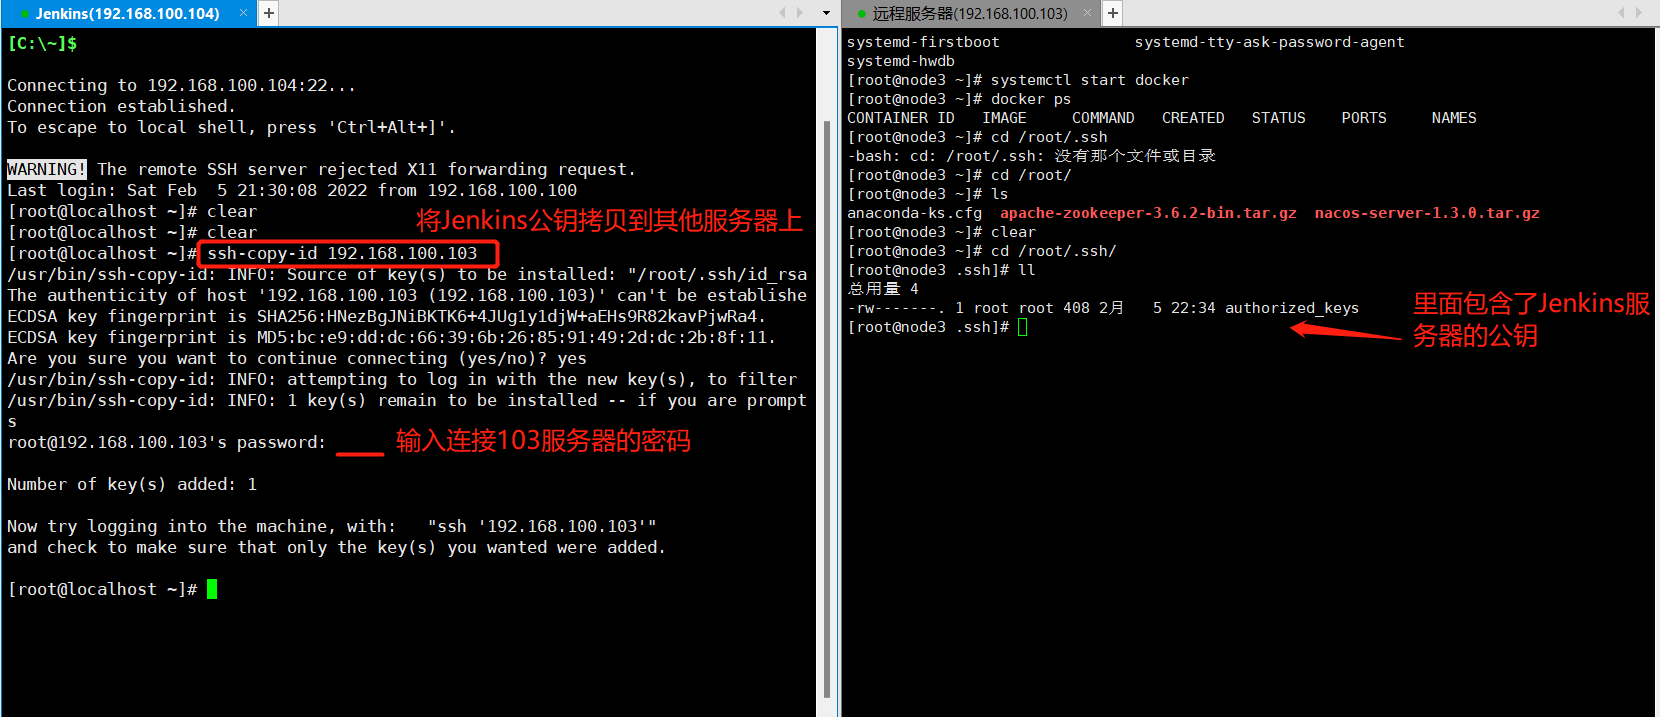 Jenkins(192.168.100.104) × +
[C:\~]$
Connecting to 192.168.100.104:22...
Connection established.
To escape to local shell, press 'Ctrl+Alt+]'.
WARNING! The remote SSH server rejected X11 forwarding request.
Last login: Sat Feb  5 21:30:08 2022 from 192.168.100.100
[root@localhost ~]# clear
[root@localhost ~]# clear
将Jenkins公钥拷贝到其他服务器上
[root@localhost ~]# ssh-copy-id 192.168.100.103
/usr/bin/ssh-copy-id: INFO: Source of key(s) to be installed: "/root/.ssh/id_rsa
The authenticity of host '192.168.100.103 (192.168.100.103)' can't be establishe
ECDSA key fingerprint is SHA256:HNezBgJNiBKTK6+4JUg1y1djW+aEHs9R82kavPjwRa4.
ECDSA key fingerprint is MD5:bc:e9:dd:dc:66:39:6b:26:85:91:49:2d:dc:2b:8f:11.
Are you sure you want to continue connecting (yes/no)? yes
/usr/bin/ssh-copy-id: INFO: attempting to log in with the new key(s), to filter
/usr/bin/ssh-copy-id: INFO: 1 key(s) remain to be installed -- if you are prompt
s
root@192.168.100.103's password:
输入连接103服务器的密码
Number of key(s) added: 1
Now try logging into the machine, with:   "ssh '192.168.100.103'"
and check to make sure that only the key(s) you wanted were added.
[root@localhost ~]#
远程服务器(192.168.100.103) × +
systemd-firstboot               systemd-tty-ask-password-agent
systemd-hwdb
[root@node3 ~]# systemctl start docker
[root@node3 ~]# docker ps
CONTAINER ID   IMAGE     COMMAND   CREATED   STATUS    PORTS     NAMES
[root@node3 ~]# cd /root/.ssh
-bash: cd: /root/.ssh: 没有那个文件或目录
[root@node3 ~]# cd /root/
[root@node3 ~]# ls
anaconda-ks.cfg  apache-zookeeper-3.6.2-bin.tar.gz  nacos-server-1.3.0.tar.gz
[root@node3 ~]# clear
[root@node3 ~]# cd /root/.ssh/
[root@node3 .ssh]# ll
总用量 4
-rw-------. 1 root root 408 2月   5 22:34 authorized_keys
[root@node3 .ssh]#
里面包含了Jenkins服
务器的公钥